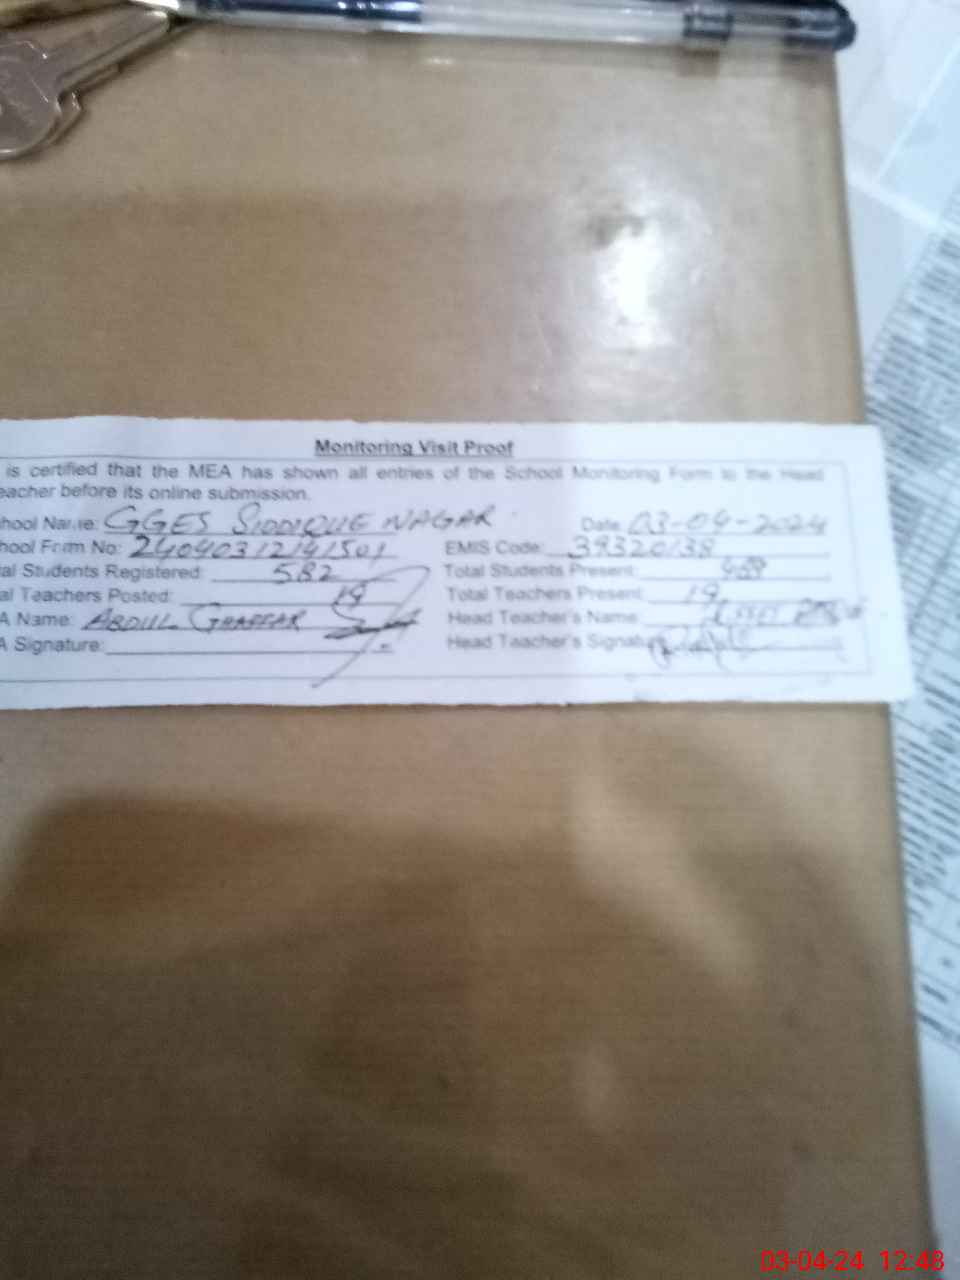 Monitoring Visit Proof
is certified that the MEA has shown all entries of the School Monitoring Form to the Head
eacher before its online submission.
hool Name: GGES SIDDIQUE NAGAR Date 03-04-2024
hool Form No: 24040312141501 EMIS Code: 39320138
al Students Registered: 582 Total Students Present:
al Teachers Posted: 19 Total Teachers Present: 19
A Name: ABDUL GHAFFAR Head Teacher's Name:
A Signature: Head Teacher's Signature
03-04-24 12:48